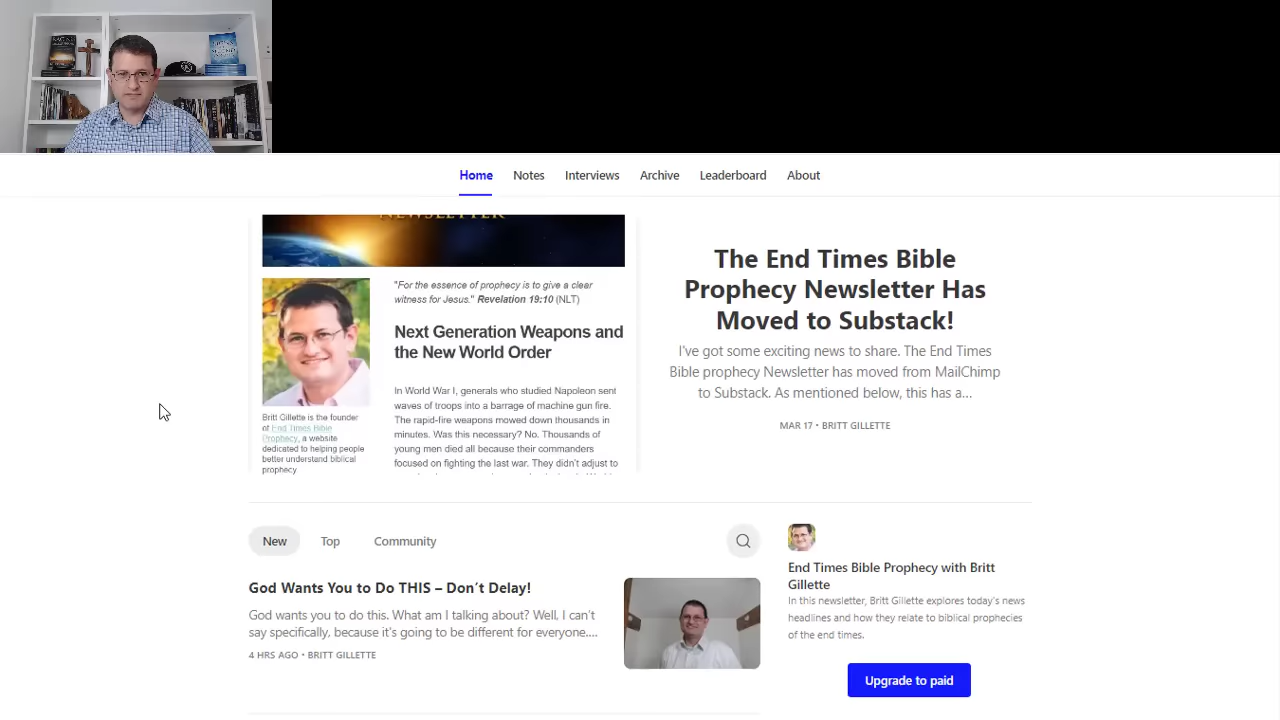 Home Notes Interviews Archive Leaderboard About
NEWSLETTER
"For the essence of prophecy is to give a clear
witness for Jesus." Revelation 19:10 (NLT)
Next Generation Weapons and
the New World Order
In World War I, generals who studied Napoleon sent
waves of troops into a barrage of machine gun fire.
The rapid-fire weapons mowed down thousands in
minutes. Was this necessary? No. Thousands of
young men died all because their commanders
focused on fighting the last war. They didn't adjust to
Britt Gillette is the founder
of End Times Bible
Prophecy, a website
dedicated to helping people
better understand biblical
prophecy
The End Times Bible
Prophecy Newsletter Has
Moved to Substack!
I've got some exciting news to share. The End Times
Bible prophecy Newsletter has moved from MailChimp
to Substack. As mentioned below, this has a…
MAR 17 • BRITT GILLETTE
New Top Community
God Wants You to Do THIS – Don't Delay!
God wants you to do this. What am I talking about? Well, I can't
say specifically, because it's going to be different for everyone.…
4 HRS AGO • BRITT GILLETTE
End Times Bible Prophecy with Britt
Gillette
In this newsletter, Britt Gillette explores today's news
headlines and how they relate to biblical prophecies
of the end times.
Upgrade to paid